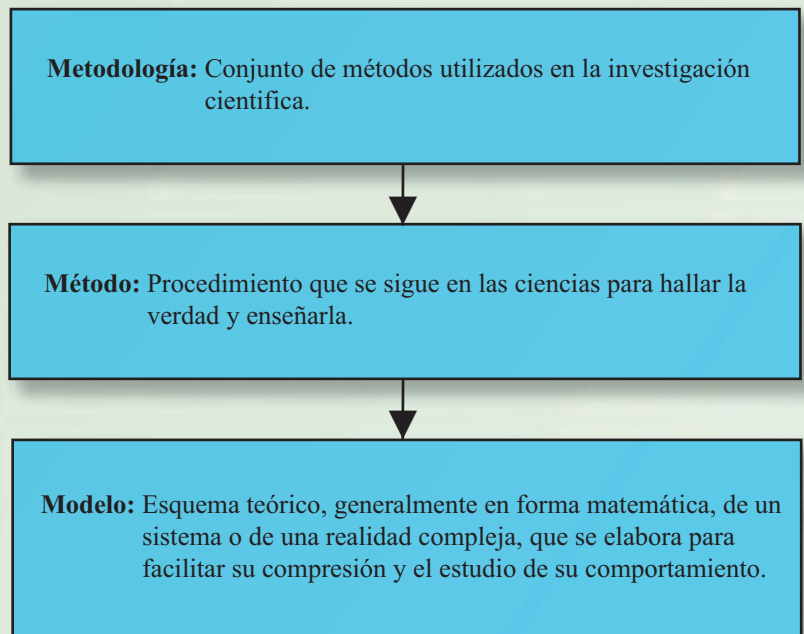 Metodología: Conjunto de métodos utilizados en la investigación
cientifica.
Método: Procedimiento que se sigue en las ciencias para hallar la
verdad y enseñarla.
Modelo: Esquema teórico, generalmente en forma matemática, de un
sistema o de una realidad compleja, que se elabora para
facilitar su compresión y el estudio de su comportamiento.